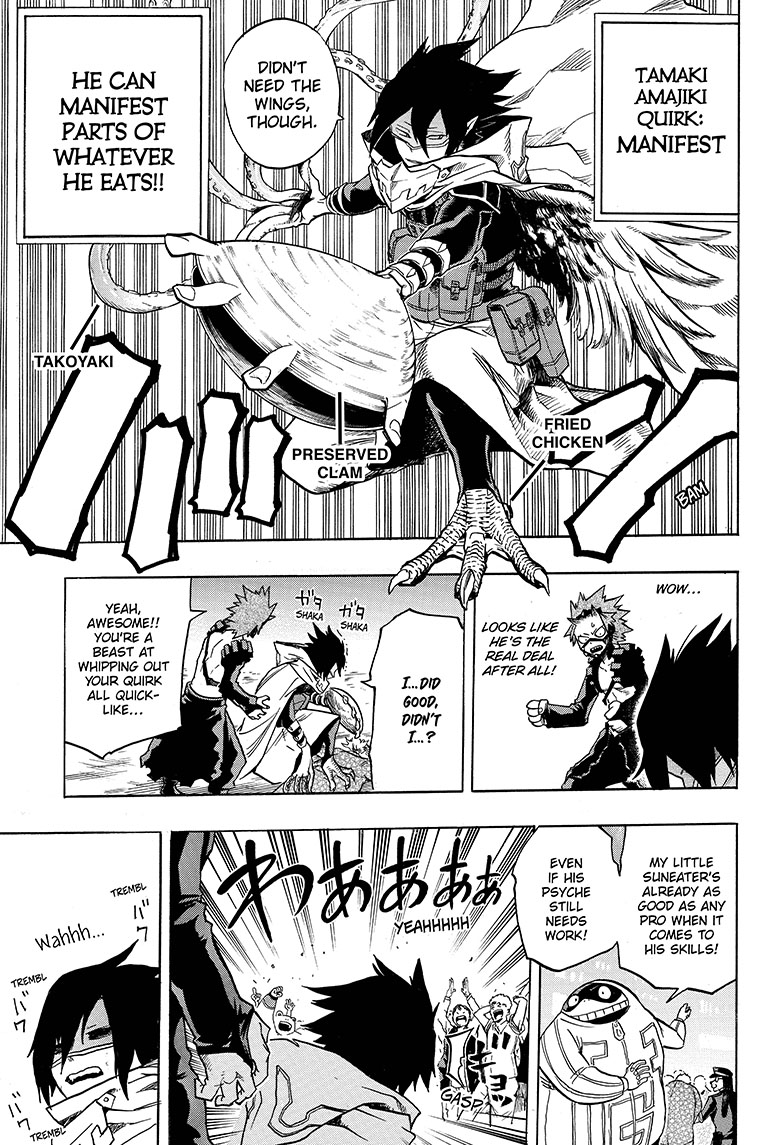 TAMAKI
AMAJIKI
QUIRK:
MANIFEST
DIDN'T
NEED THE
WINGS,
THOUGH.
HE CAN
MANIFEST
PARTS OF
WHATEVER
HE EATS!!
TAKOYAKI
PRESERVED
CLAM
FRIED
CHICKEN
BAM
WOW...
LOOKS LIKE
HE'S THE
REAL DEAL
AFTER ALL!
I...DID
GOOD,
DIDN'T
I...?
ガタ
SHAKA
ガタ
SHAKA
YEAH,
AWESOME!!
YOU'RE A
BEAST AT
WHIPPING OUT
YOUR QUIRK
ALL QUICK-
LIKE...
MY LITTLE
SUNEATER'S
ALREADY AS
GOOD AS ANY
PRO WHEN IT
COMES TO
HIS SKILLS!
EVEN
IF HIS
PSYCHE
STILL
NEEDS
WORK!
わあああぁ
YEAHHHHH
ギョッ
GASP
TREMBL
バク
Wahhh...
TREMBL
バク
TREMBL
バク